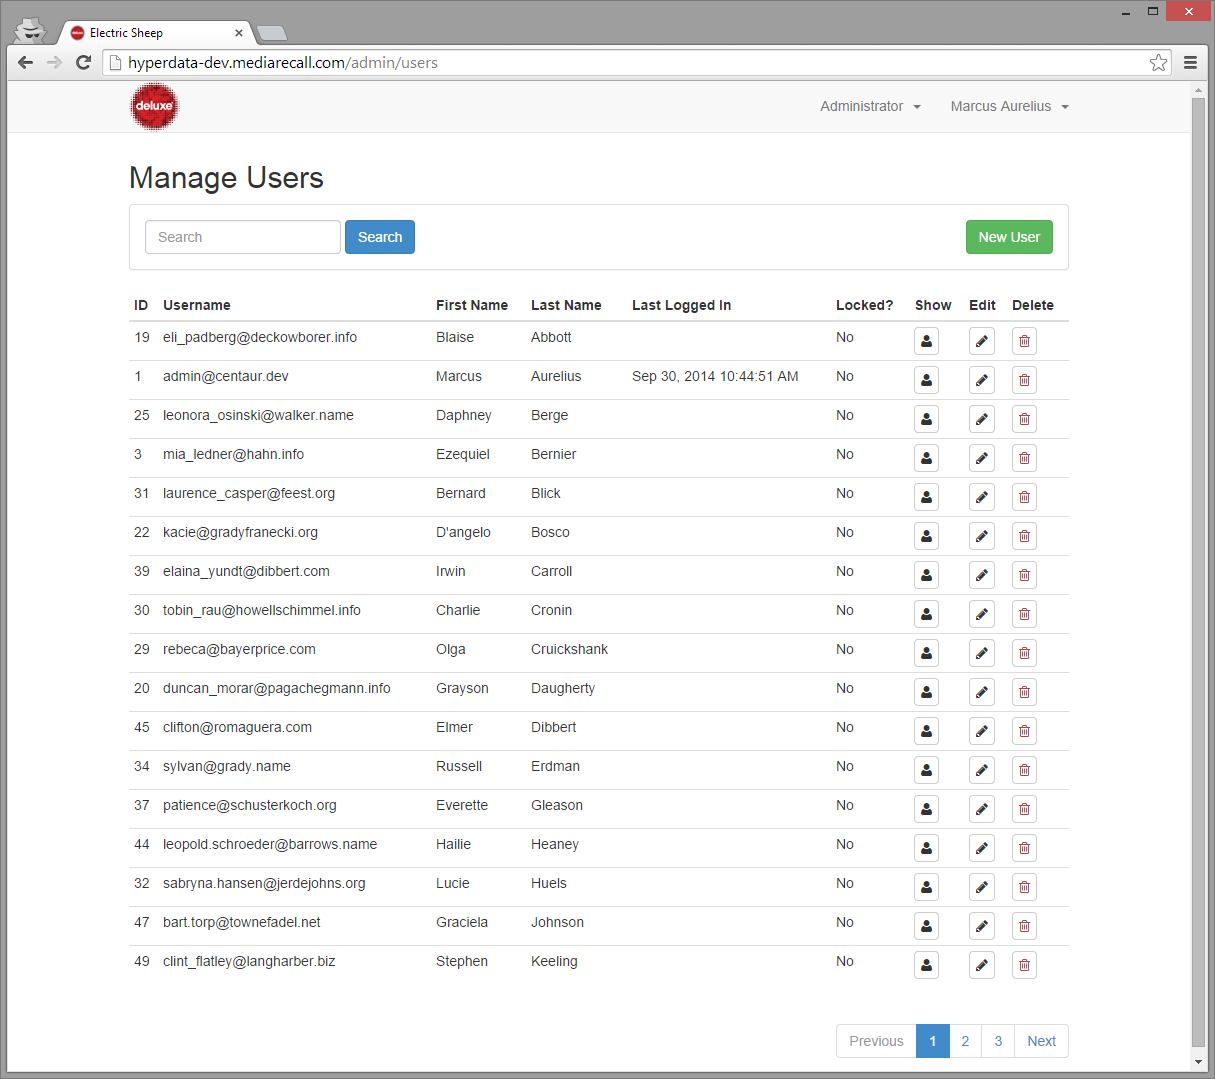 Electric Sheep
hyperdata-dev.mediarecall.com/admin/users
deluxe
Administrator
Marcus Aurelius
Manage Users
Search Search New User
ID Username First Name Last Name Last Logged In Locked? Show Edit Delete
19 eli_padberg@deckowborer.info Blaise Abbott No
1 admin@centaur.dev Marcus Aurelius Sep 30, 2014 10:44:51 AM No
25 leonora_osinski@walker.name Daphney Berge No
3 mia_ledner@hahn.info Ezequiel Bernier No
31 laurence_casper@feest.org Bernard Blick No
22 kacie@gradyfranecki.org D'angelo Bosco No
39 elaina_yundt@dibbert.com Irwin Carroll No
30 tobin_rau@howellschimmel.info Charlie Cronin No
29 rebeca@bayerprice.com Olga Cruickshank No
20 duncan_morar@pagachegmann.info Grayson Daugherty No
45 clifton@romaguera.com Elmer Dibbert No
34 sylvan@grady.name Russell Erdman No
37 patience@schusterkoch.org Everette Gleason No
44 leopold.schroeder@barrows.name Hailie Heaney No
32 sabryna.hansen@jerdejohns.org Lucie Huels No
47 bart.torp@townefadel.net Graciela Johnson No
49 clint_flatley@langharber.biz Stephen Keeling No
Previous 1 2 3 Next